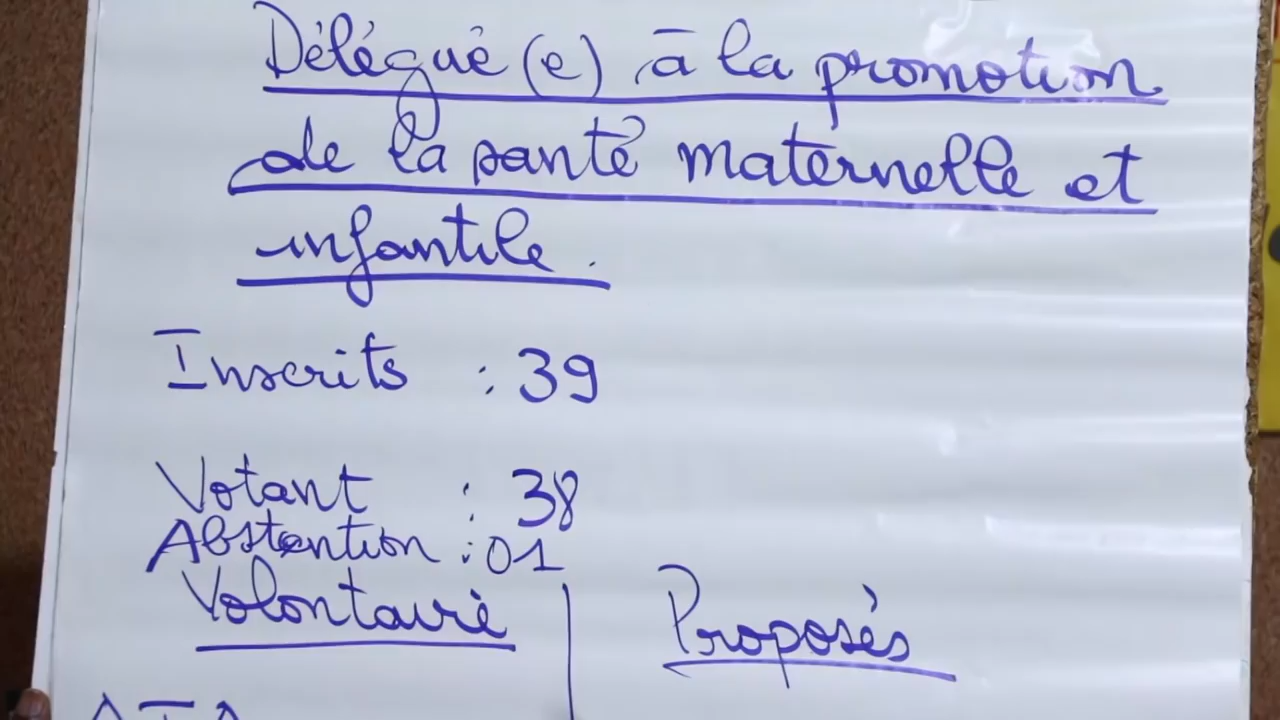 Délégué (e) à la promotion
de la santé maternelle et
infantile.
Inscrits : 39
Votant : 38
Abstention : 01
Volontaire
Proposés